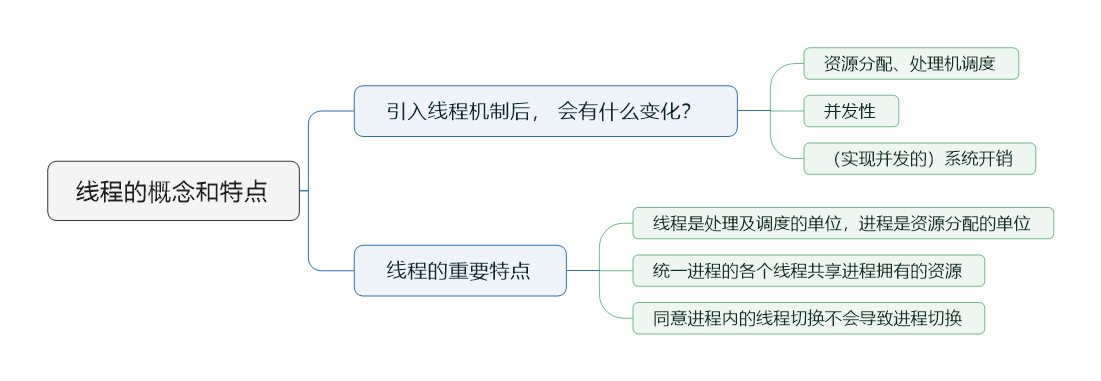 线程的概念和特点
引入线程机制后， 会有什么变化？
资源分配、处理机调度
并发性
（实现并发的）系统开销
线程的重要特点
线程是处理及调度的单位，进程是资源分配的单位
统一进程的各个线程共享进程拥有的资源
同意进程内的线程切换不会导致进程切换